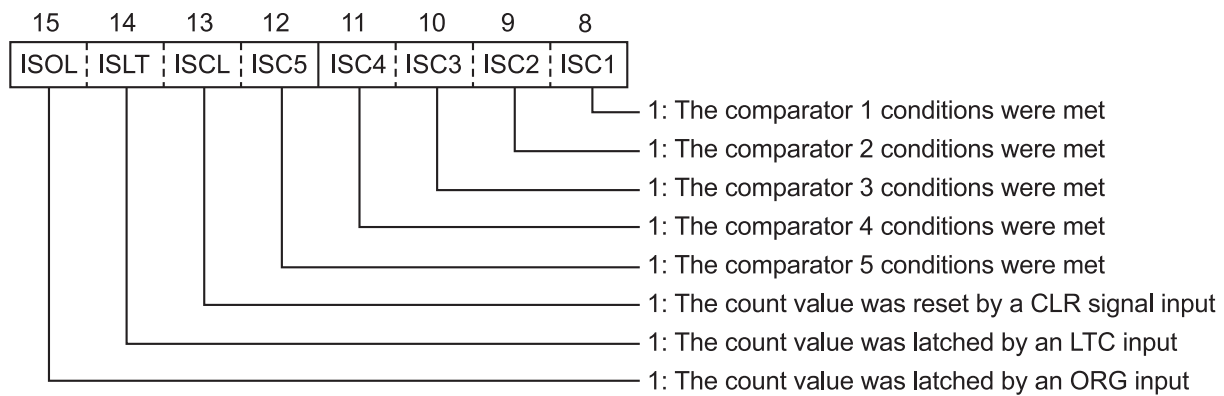 15 14 13 12 11 10 9 8
ISOL ISLT ISCL ISC5 ISC4 ISC3 ISC2 ISC1
1: The comparator 1 conditions were met
1: The comparator 2 conditions were met
1: The comparator 3 conditions were met
1: The comparator 4 conditions were met
1: The comparator 5 conditions were met
1: The count value was reset by a CLR signal input
1: The count value was latched by an LTC input
1: The count value was latched by an ORG input